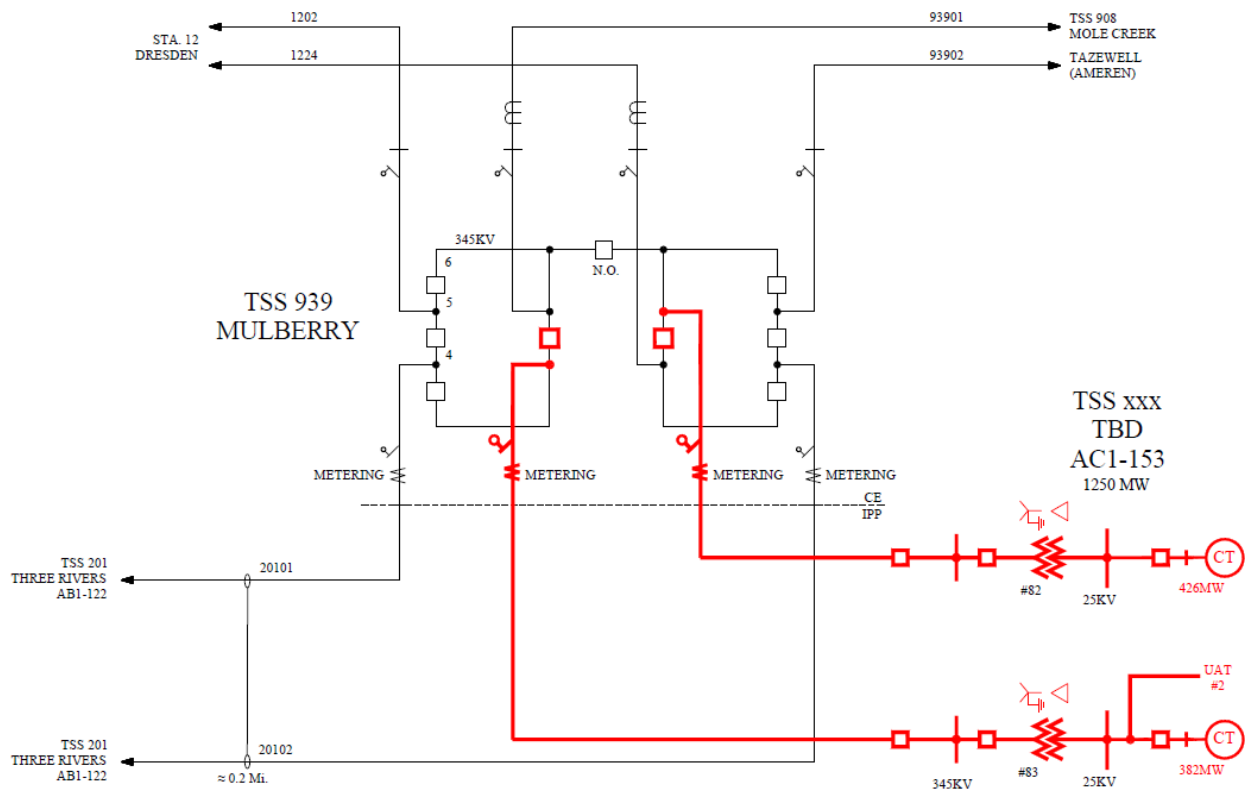 1202
93901
TSS 908
MOLE CREEK
STA. 12
DRESDEN
1224
93902
TAZEWELL
(AMEREN)
345KV
N.O.
6
5
4
TSS 939
MULBERRY
METERING
METERING
METERING
METERING
CE
IPP
TSS xxx
TBD
AC1-153
1250 MW
TSS 201
THREE RIVERS
AB1-122
20101
#82
25KV
CT
426MW
UAT
#2
TSS 201
THREE RIVERS
AB1-122
20102
≈ 0.2 Mi.
345KV
#83
25KV
CT
382MW